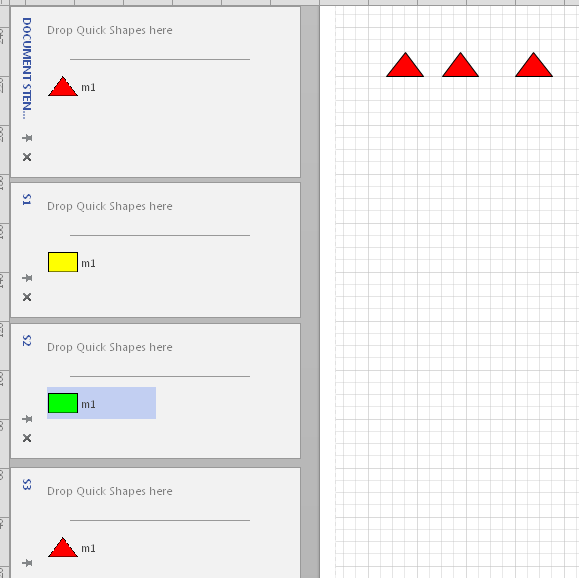 DOCUMENT STEN...
Drop Quick Shapes here
m1
S1
Drop Quick Shapes here
m1
S2
Drop Quick Shapes here
m1
S3
Drop Quick Shapes here
m1